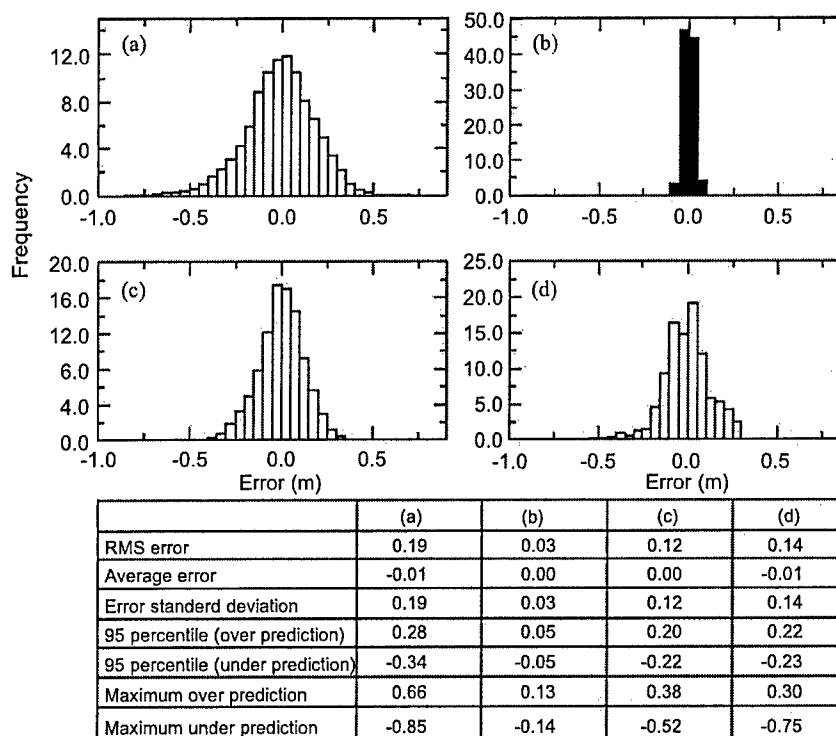 (a)
12.0
8.0
4.0
0.0
-1.0 -0.5 0.0 0.5
(b)
50.0
40.0
30.0
20.0
10.0
0.0
-1.0 -0.5 0.0 0.5
Frequency
(c)
20.0
16.0
12.0
6.0
4.0
0.0
-1.0 -0.5 0.0 0.5
Error (m)
(d)
25.0
20.0
15.0
10.0
5.0
0.0
-1.0 -0.5 0.0 0.5
Error (m)
(a) (b) (c) (d)
RMS error 0.19 0.03 0.12 0.14
Average error -0.01 0.00 0.00 -0.01
Error standerd deviation 0.19 0.03 0.12 0.14
95 percentile (over prediction) 0.28 0.05 0.20 0.22
95 percentile (under prediction) -0.34 -0.05 -0.22 -0.23
Maximum over prediction 0.66 0.13 0.38 0.30
Maximum under prediction -0.85 -0.14 -0.52 -0.75